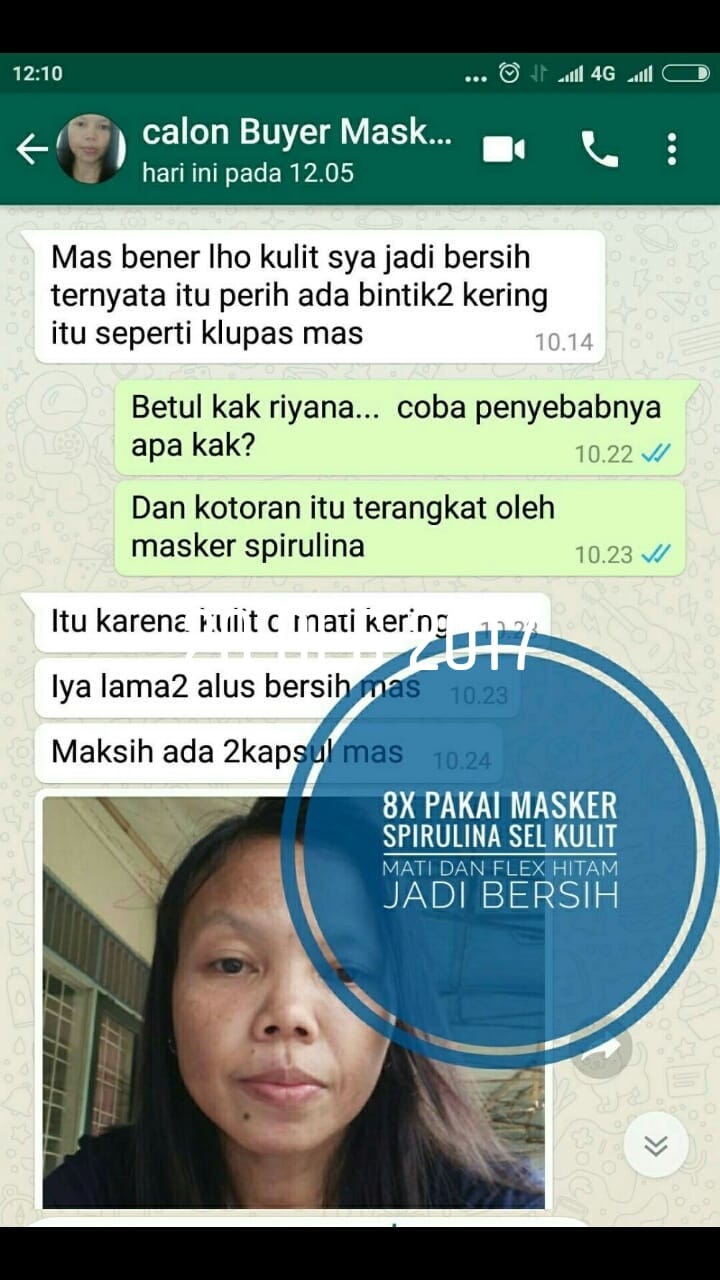 12:10
4G
calon Buyer Mask...
hari ini pada 12.05
Mas bener lho kulit sya jadi bersih
ternyata itu perih ada bintik2 kering
itu seperti klupas mas
10.14
Betul kak riyana... coba penyebabnya
apa kak?
10.22
Dan kotoran itu terangkat oleh
masker spirulina
10.23
Itu karena kulit mati kering
10.23
2017
Iya lama2 alus bersih mas
10.23
Maksih ada 2kapsul mas
10.24
8X PAKAI MASKER
SPIRULINA SEL KULIT
MATI DAN FLEX HITAM
JADI BERSIH